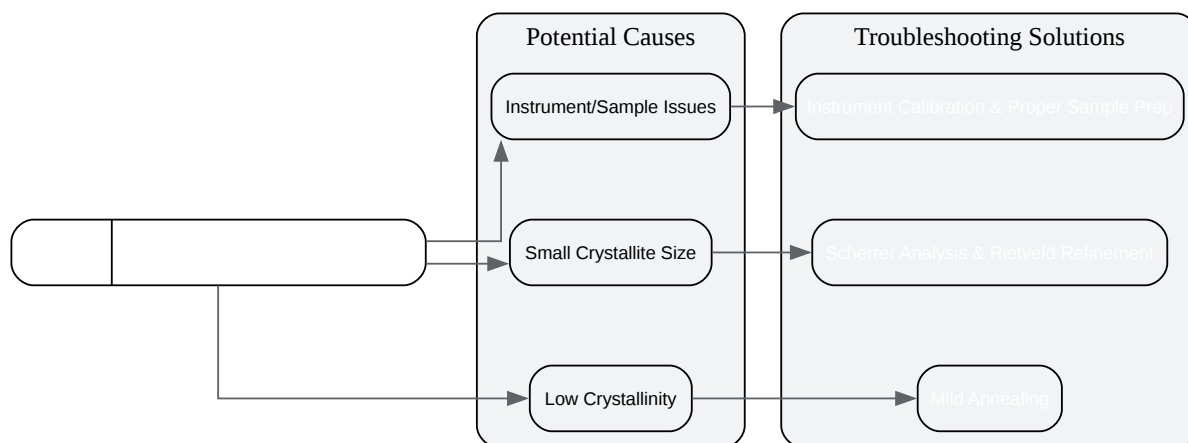 Potential Causes
Troubleshooting Solutions
Instrument/Sample Issues
Instrument Calibration & Proper Sample Prep
Small Crystallite Size
Scherrer Analysis & Rietveld Refinement
Low Crystallinity
Mild Annealing